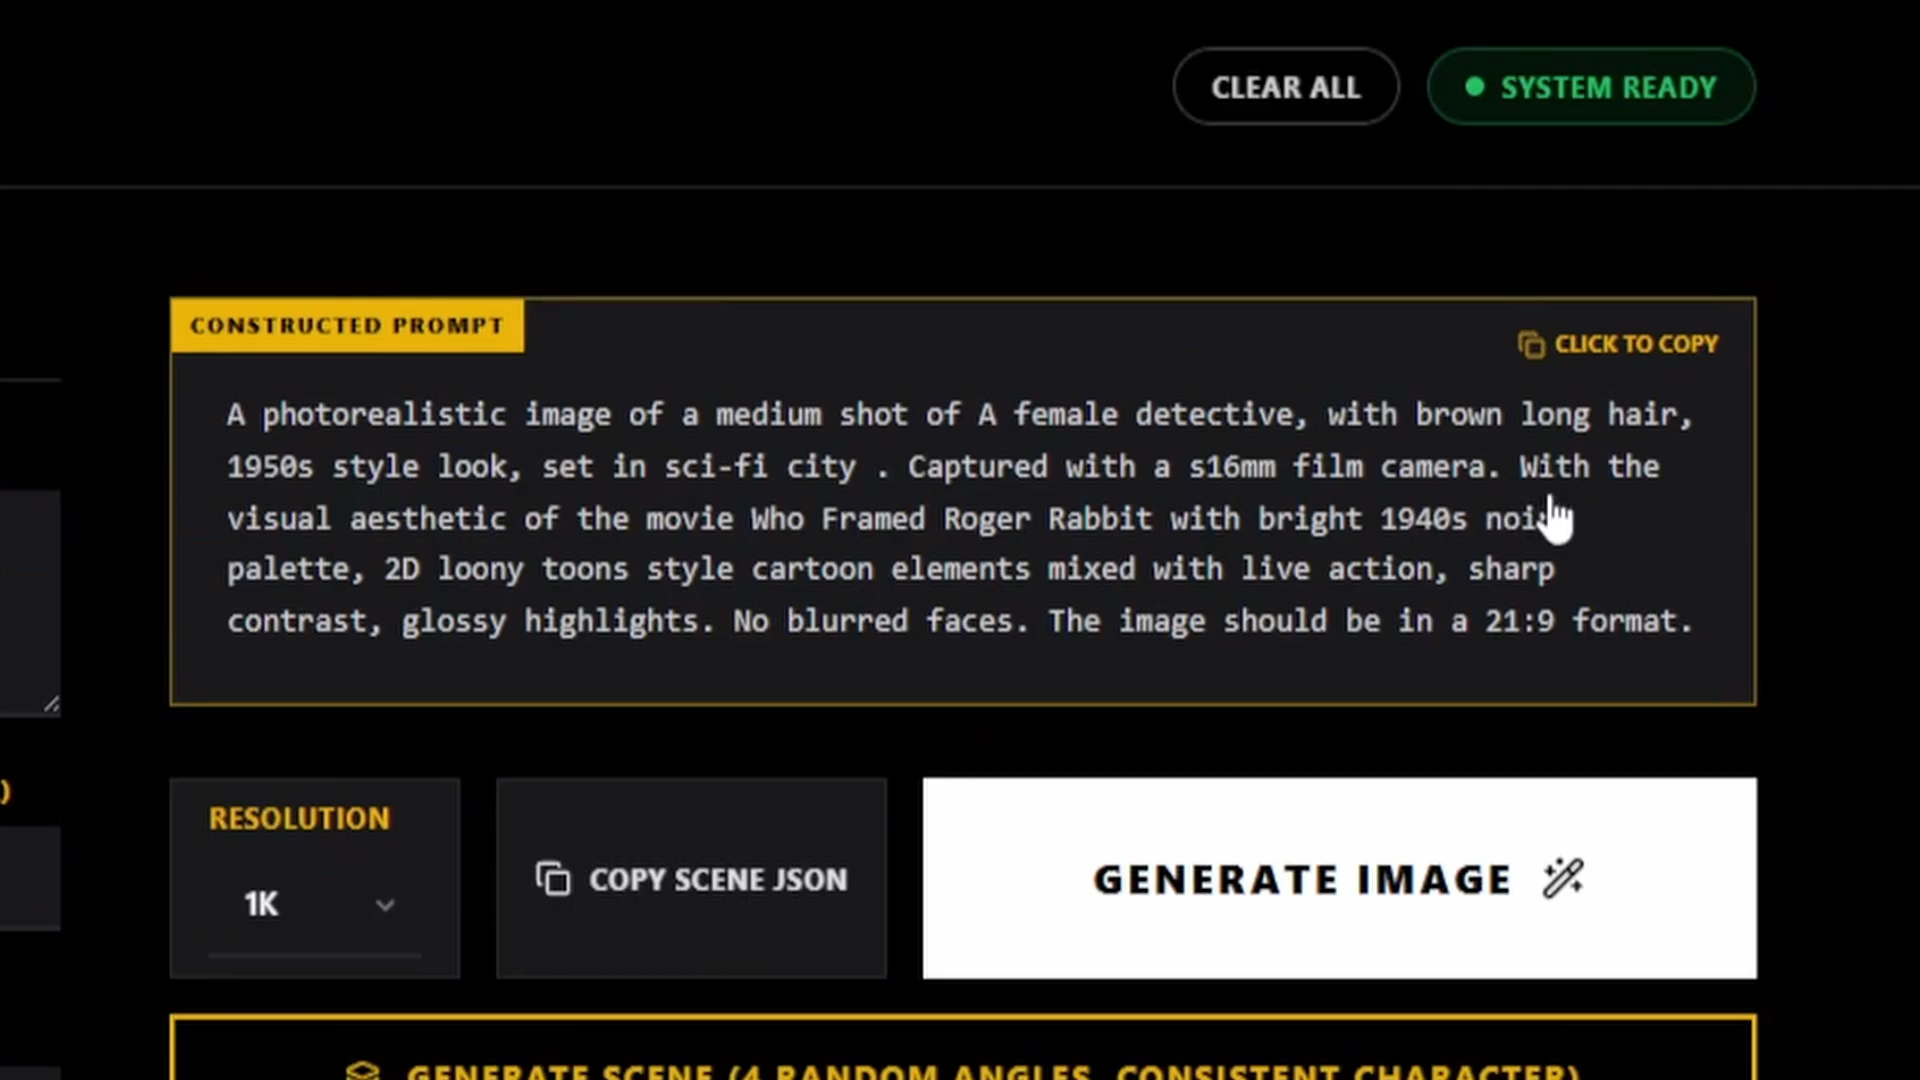 CLEAR ALL
SYSTEM READY
CONSTRUCTED PROMPT
CLICK TO COPY
A photorealistic image of a medium shot of A female detective, with brown long hair,
1950s style look, set in sci-fi city . Captured with a s16mm film camera. With the
visual aesthetic of the movie Who Framed Roger Rabbit with bright 1940s
palette, 2D loony toons style cartoon elements mixed with live action, sharp
contrast, glossy highlights. No blurred faces. The image should be in a 21:9 format.
)
RESOLUTION
1K
COPY SCENE JSON
GENERATE IMAGE
GENERATE SCENE (4 RANDOM ANGLES, CONSISTENT CHARACTER)